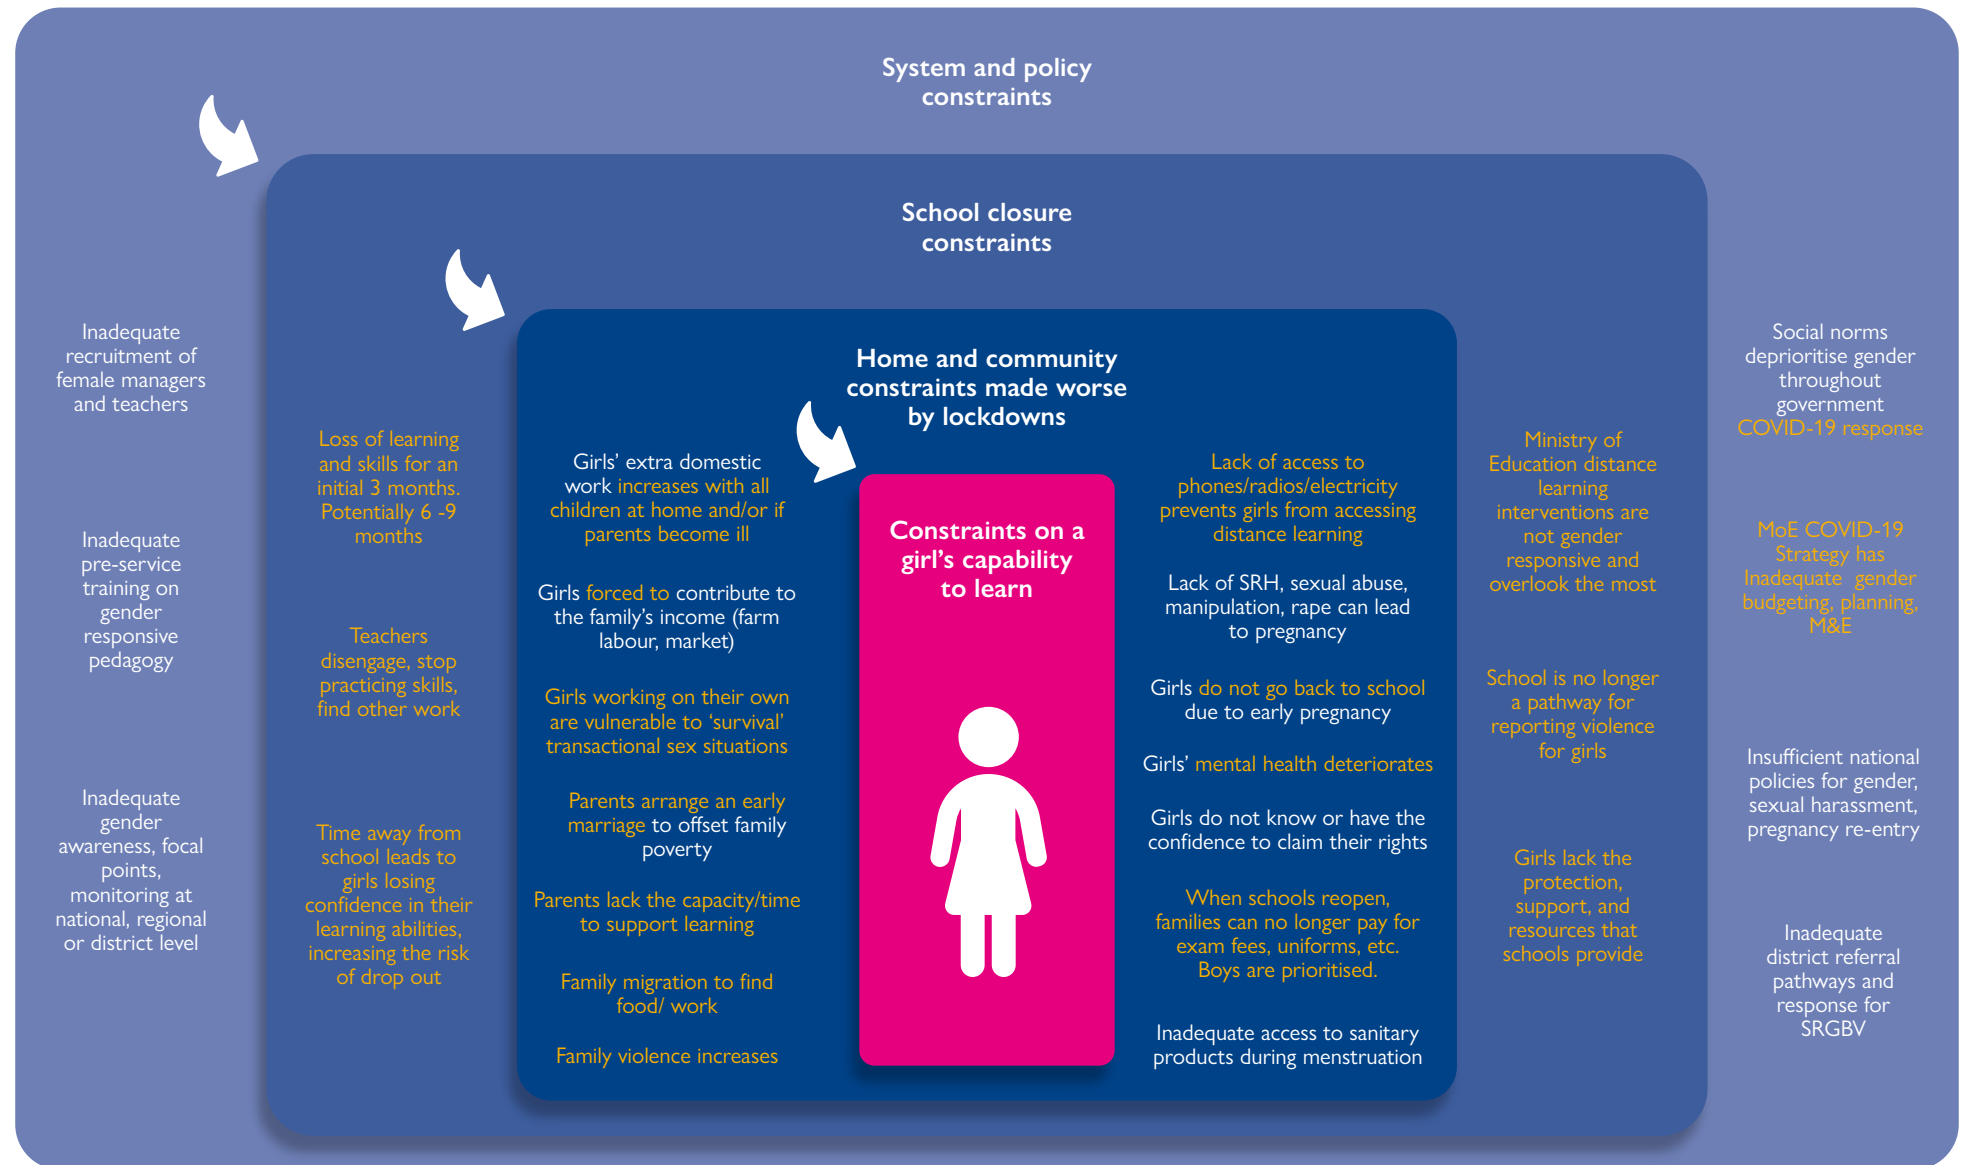 System and policy
constraints
School closure
constraints
Home and community
constraints made worse
by lockdowns
Constraints on a
girl’s capability
to learn
Inadequate
recruitment of
female managers
and teachers
Inadequate
pre-service
training on
gender
responsive
pedagogy
Inadequate
gender
awareness, focal
points,
monitoring at
national, regional
or district level
Loss of learning
and skills for an
initial 3 months.
Potentially 6 -9
months
Teachers
disengage, stop
practicing skills,
find other work
Time away from
school leads to
girls losing
confidence in their
learning abilities,
increasing the risk
of drop out
Girls’ extra domestic
work increases with all
children at home and/or if
parents become ill
Girls forced to contribute to
the family’s income (farm
labour, market)
Girls working on their own
are vulnerable to ‘survival’
transactional sex situations
Parents arrange an early
marriage to offset family
poverty
Parents lack the capacity/time
to support learning
Family migration to find
food/ work
Family violence increases
Lack of access to
phones/radios/electricity
prevents girls from accessing
distance learning
Lack of SRH, sexual abuse,
manipulation, rape can lead
to pregnancy
Girls do not go back to school
due to early pregnancy
Girls’ mental health deteriorates
Girls do not know or have the
confidence to claim their rights
When schools reopen,
families can no longer pay for
exam fees, uniforms, etc.
Boys are prioritised.
Inadequate access to sanitary
products during menstruation
Ministry of
Education distance
learning
interventions are
not gender
responsive and
overlook the most
School is no longer
a pathway for
reporting violence
for girls
Girls lack the
protection,
support, and
resources that
schools provide
Social norms
deprioritise gender
throughout
government
COVID-19 response
MoE COVID-19
Strategy has
Inadequate gender
budgeting, planning,
M&E
Insufficient national
policies for gender,
sexual harassment,
pregnancy re-entry
Inadequate
district referral
pathways and
response for
SRGBV